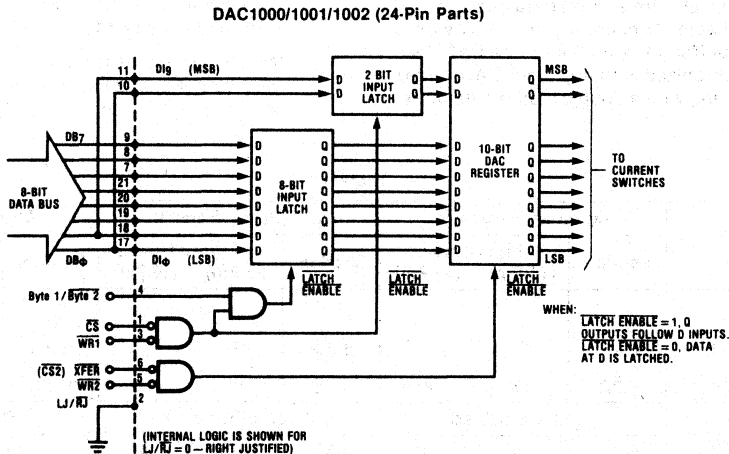 DAC1000/1001/1002 (24-Pin Parts)
11 DI9 (MSB)
10
D Q
D Q
2 BIT
INPUT
LATCH
D Q MSB
D Q
DB7 9
8
7
21
20
19
18
17
DBΦ DIΦ (LSB)
8-BIT
DATA BUS
D Q
D Q
D Q
D Q
D Q
D Q
D Q
D Q
8-BIT
INPUT
LATCH
D Q
D Q
D Q
D Q
D Q
D Q
D Q
D Q LSB
10-BIT
DAC
REGISTER
TO
CURRENT
SWITCHES
LATCH
ENABLE
LATCH
ENABLE
LATCH
ENABLE
Byte 1/Byte 2 4
CS 1
WR1 3
(CS2) XFER 6
WR2 5
LJ/RJ 2
WHEN:
LATCH ENABLE = 1, Q
OUTPUTS FOLLOW D INPUTS.
LATCH ENABLE = 0, DATA
AT D IS LATCHED.
(INTERNAL LOGIC IS SHOWN FOR
LJ/RJ = 0 — RIGHT JUSTIFIED)